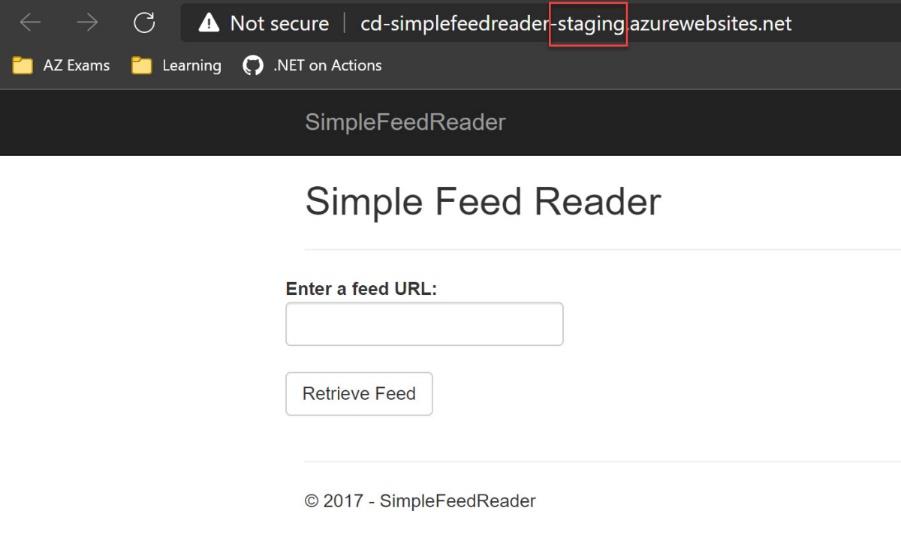 Not secure | cd-simplefeedreader-staging.azurewebsites.net
AZ Exams Learning .NET on Actions
SimpleFeedReader
Simple Feed Reader
Enter a feed URL:
Retrieve Feed
© 2017 - SimpleFeedReader